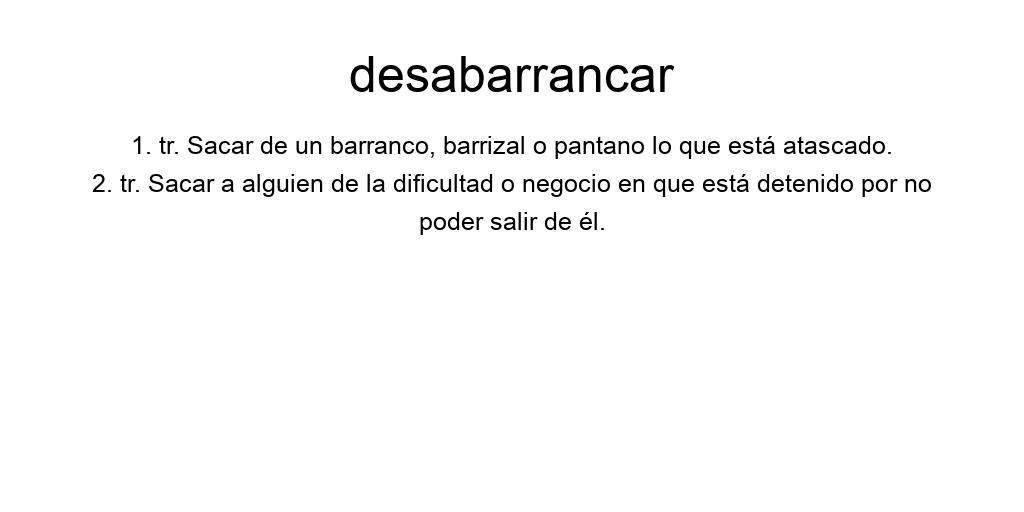 desabarrancar
1. tr. Sacar de un barranco, barrizal o pantano lo que está atascado.
2. tr. Sacar a alguien de la dificultad o negocio en que está detenido por no
poder salir de él.